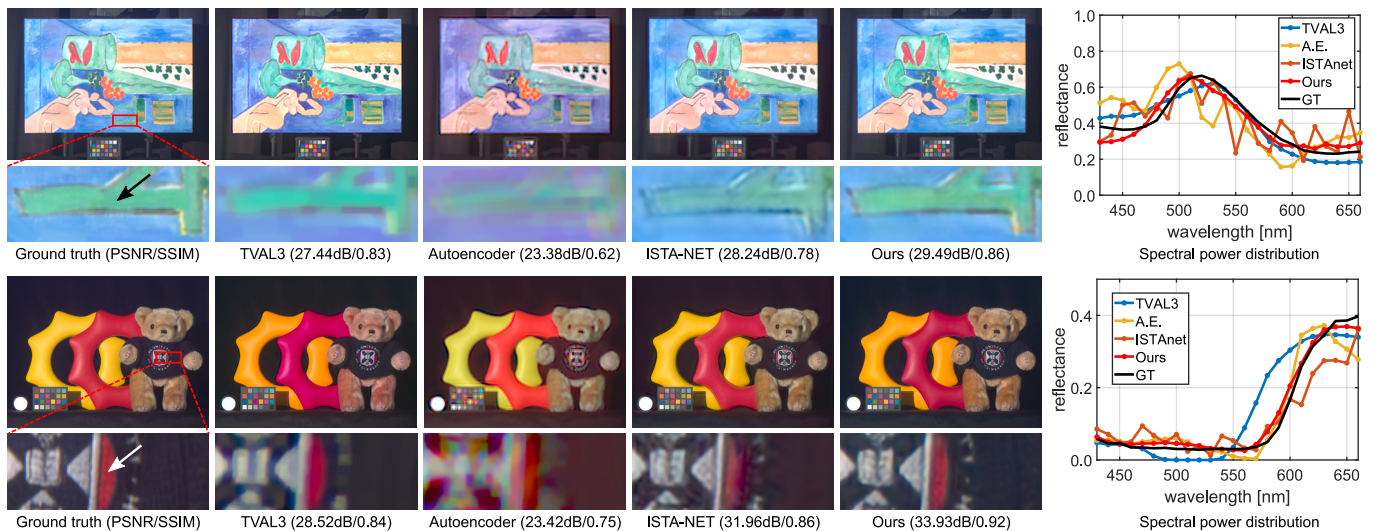 Ground truth (PSNR/SSIM)
TVAL3 (27.44dB/0.83)
Autoencoder (23.38dB/0.62)
ISTA-NET (28.24dB/0.78)
Ours (29.49dB/0.86)
1.0
0.8
0.6
0.4
0.2
0.0
reflectance
TVAL3
A.E.
ISTAnet
Ours
GT
450 500 550 600 650
wavelength [nm]
Spectral power distribution
Ground truth (PSNR/SSIM)
TVAL3 (28.52dB/0.84)
Autoencoder (23.42dB/0.75)
ISTA-NET (31.96dB/0.86)
Ours (33.93dB/0.92)
0.4
0.2
0.0
reflectance
TVAL3
A.E.
ISTAnet
Ours
GT
450 500 550 600 650
wavelength [nm]
Spectral power distribution